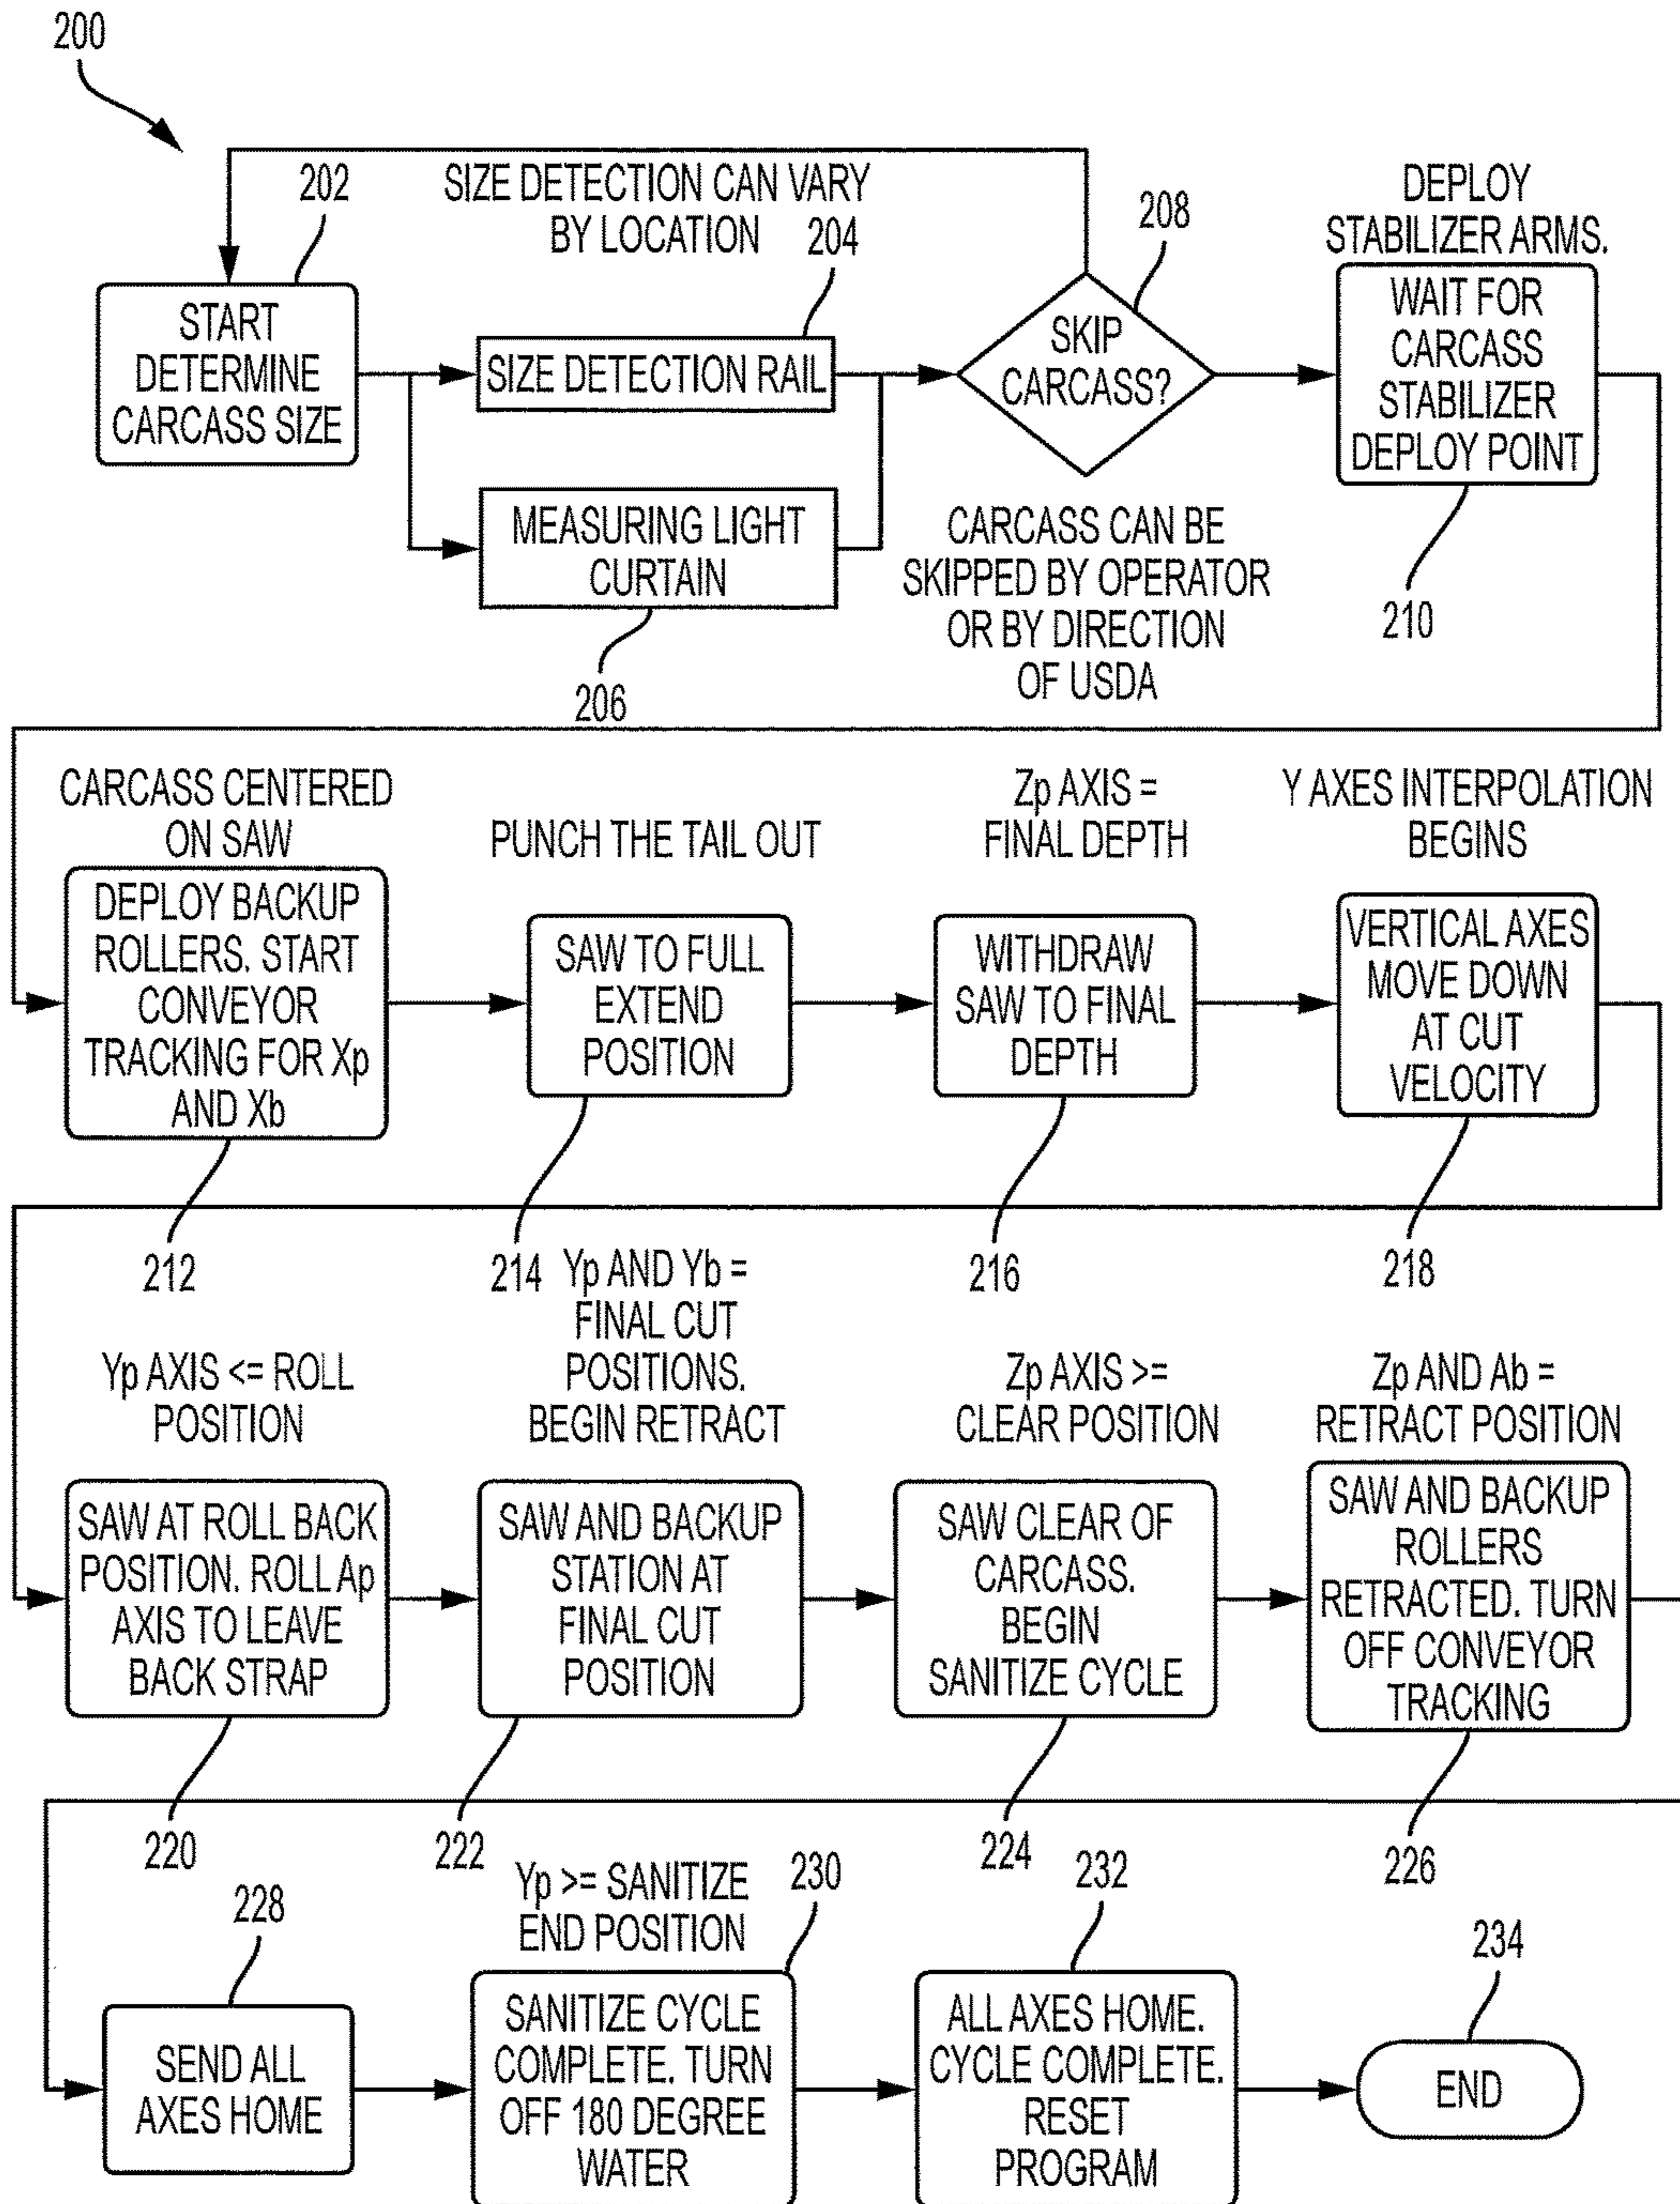 200
202
SIZE DETECTION CAN VARY
BY LOCATION
204
208
DEPLOY
STABILIZER ARMS.
START
DETERMINE
CARCASS SIZE
SIZE DETECTION RAIL
MEASURING LIGHT
CURTAIN
206
SKIP
CARCASS?
CARCASS CAN BE
SKIPPED BY OPERATOR
OR BY DIRECTION
OF USDA
WAIT FOR
CARCASS
STABILIZER
DEPLOY POINT
210
CARCASS CENTERED
ON SAW
DEPLOY BACKUP
ROLLERS. START
CONVEYOR
TRACKING FOR Xp
AND Xb
212
PUNCH THE TAIL OUT
SAW TO FULL
EXTEND
POSITION
214
Zp AXIS =
FINAL DEPTH
WITHDRAW
SAW TO FINAL
DEPTH
216
Y AXES INTERPOLATION
BEGINS
VERTICAL AXES
MOVE DOWN
AT CUT
VELOCITY
218
Yp AXIS <= ROLL
POSITION
SAW AT ROLL BACK
POSITION. ROLL Ap
AXIS TO LEAVE
BACK STRAP
220
Yp AND Yb =
FINAL CUT
POSITIONS.
BEGIN RETRACT
SAW AND BACKUP
STATION AT
FINAL CUT
POSITION
222
Zp AXIS >=
CLEAR POSITION
SAW CLEAR OF
CARCASS.
BEGIN
SANITIZE CYCLE
224
Zp AND Ab =
RETRACT POSITION
SAW AND BACKUP
ROLLERS
RETRACTED. TURN
OFF CONVEYOR
TRACKING
226
228
SEND ALL
AXES HOME
Yp >= SANITIZE
END POSITION
230
SANITIZE CYCLE
COMPLETE. TURN
OFF 180 DEGREE
WATER
232
ALL AXES HOME.
CYCLE COMPLETE.
RESET
PROGRAM
234
END